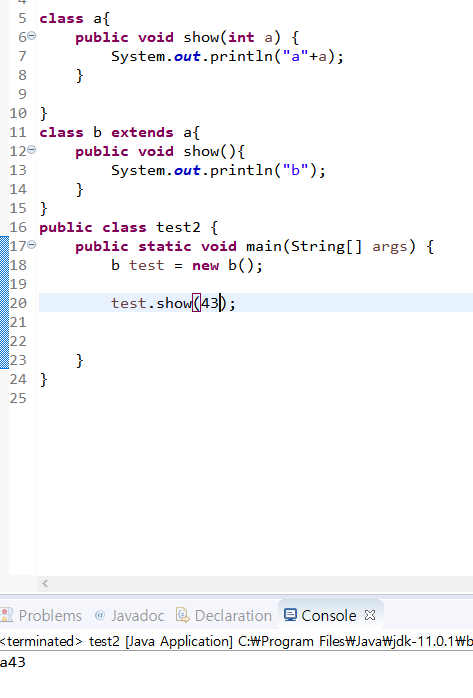 5 class a{
6 public void show(int a) {
7 System.out.println("a"+a);
8 }
9
10 }
11 class b extends a{
12 public void show(){
13 System.out.println("b");
14 }
15 }
16 public class test2 {
17 public static void main(String[] args) {
18 b test = new b();
19
20 test.show(43);
21
22
23 }
24 }
25
Problems @ Javadoc Declaration Console
<terminated> test2 [Java Application] C:₩Program Files₩Java₩jdk-11.0.1₩b
a43